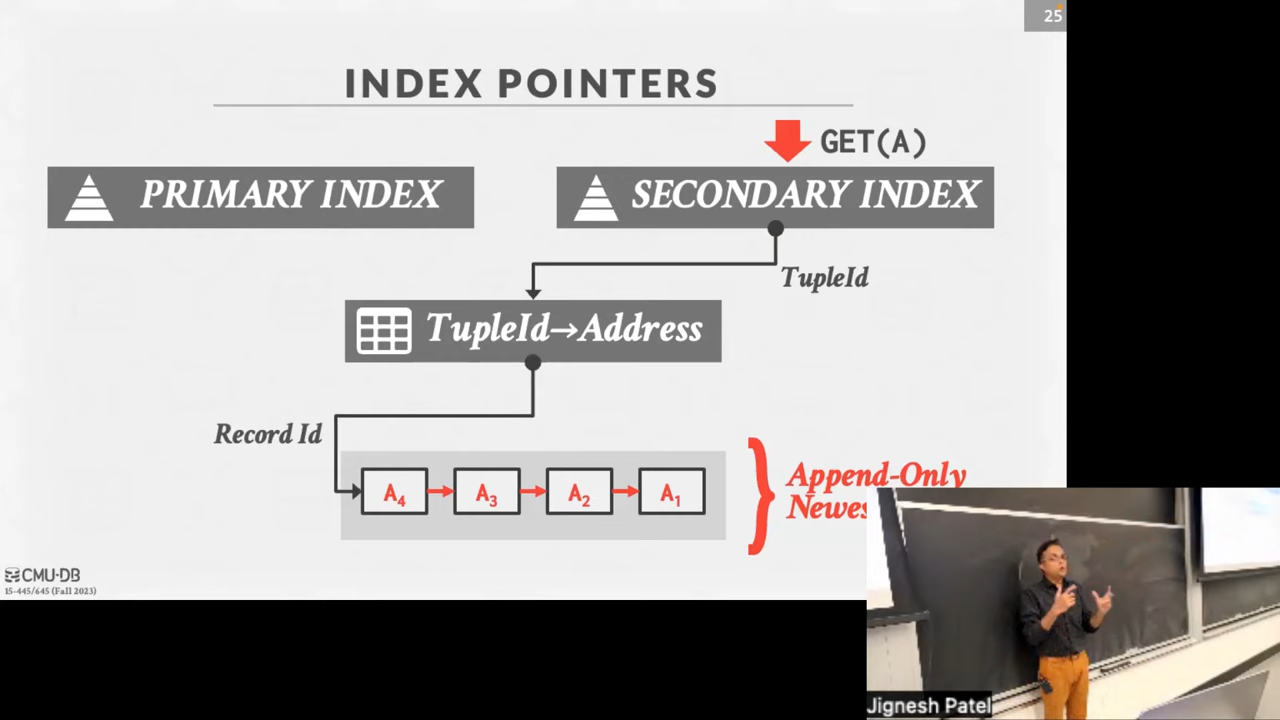 25
INDEX POINTERS
GET(A)
PRIMARY INDEX
SECONDARY INDEX
TupleId
TupleId→Address
Record Id
A4 A3 A2 A1
Append-Only
CMU·DB
15-445/645 (Fall 2023)
Jignesh Patel